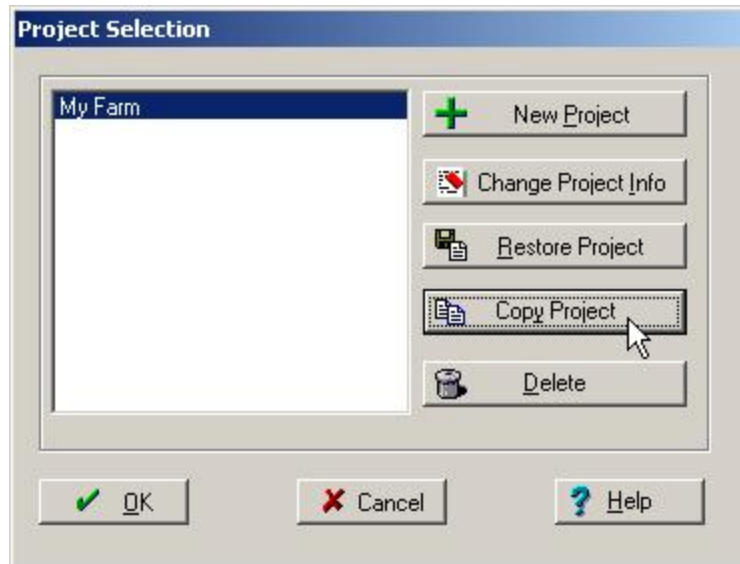 Project Selection
My Farm
New Project
Change Project Info
Restore Project
Copy Project
Delete
OK
Cancel
Help